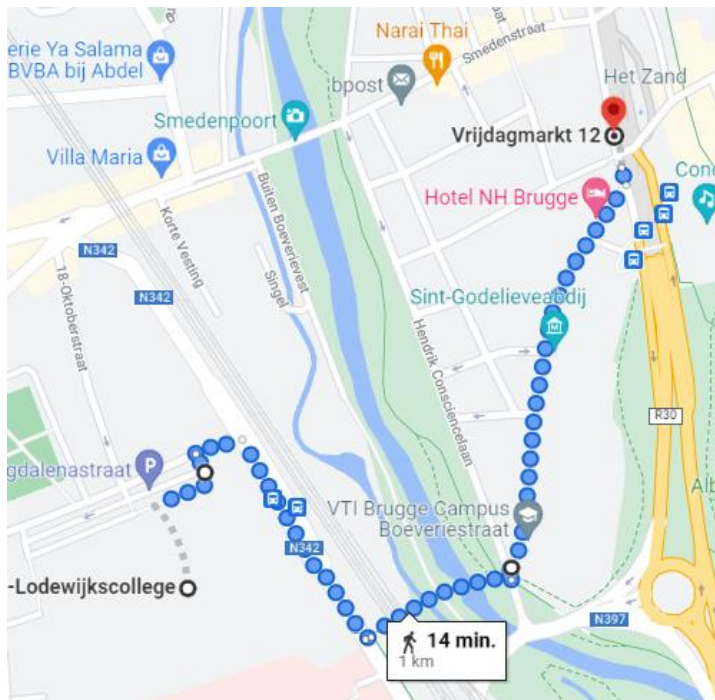 erie Ya Salama
BVBA bij Abdel
Narai Thai
Smedenstraat
bpost
Het Zand
Smedenpoort
Vrijdagmarkt 12
Villa Maria
Conc
Hotel NH Brugge
Buiten Boeverievest
Korte Vesting
N342
18-Oktoberstraat
N342
Singel
Sint-Godelieveabdij
Hendrik Consciencelaan
R30
gdalenastraat
P
Alb
VTI Brugge Campus
Boeveriestraat
N342
-Lodewijkscollege
N397
14 min.
1 km